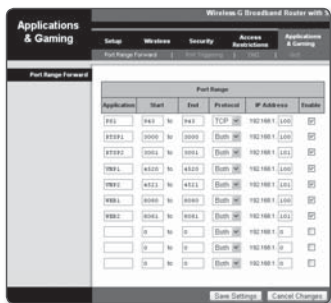 Wireless-G Broadband Router with
Applications & Gaming
Setup Wireless Security Access Restrictions Applications & Gaming
Port Range Forward Port Triggering DMZ
Port Range Forward
Port Range
Application Start End Protocol IP Address Enable
943 to 943 TCP 192.168.1. 100
RTSP1 3000 to 3000 Both 192.168.1. 100
RTSP2 3001 to 3001 Both 192.168.1. 101
4520 to 4520 Both 192.168.1. 100
4521 to 4521 Both 192.168.1. 101
WEB1 8080 to 8080 Both 192.168.1. 100
WEB2 8081 to 8081 Both 192.168.1. 101
0 to 0 Both 192.168.1. 0
0 to 0 Both 192.168.1. 0
0 to 0 Both 192.168.1. 0
Save Settings Cancel Changes